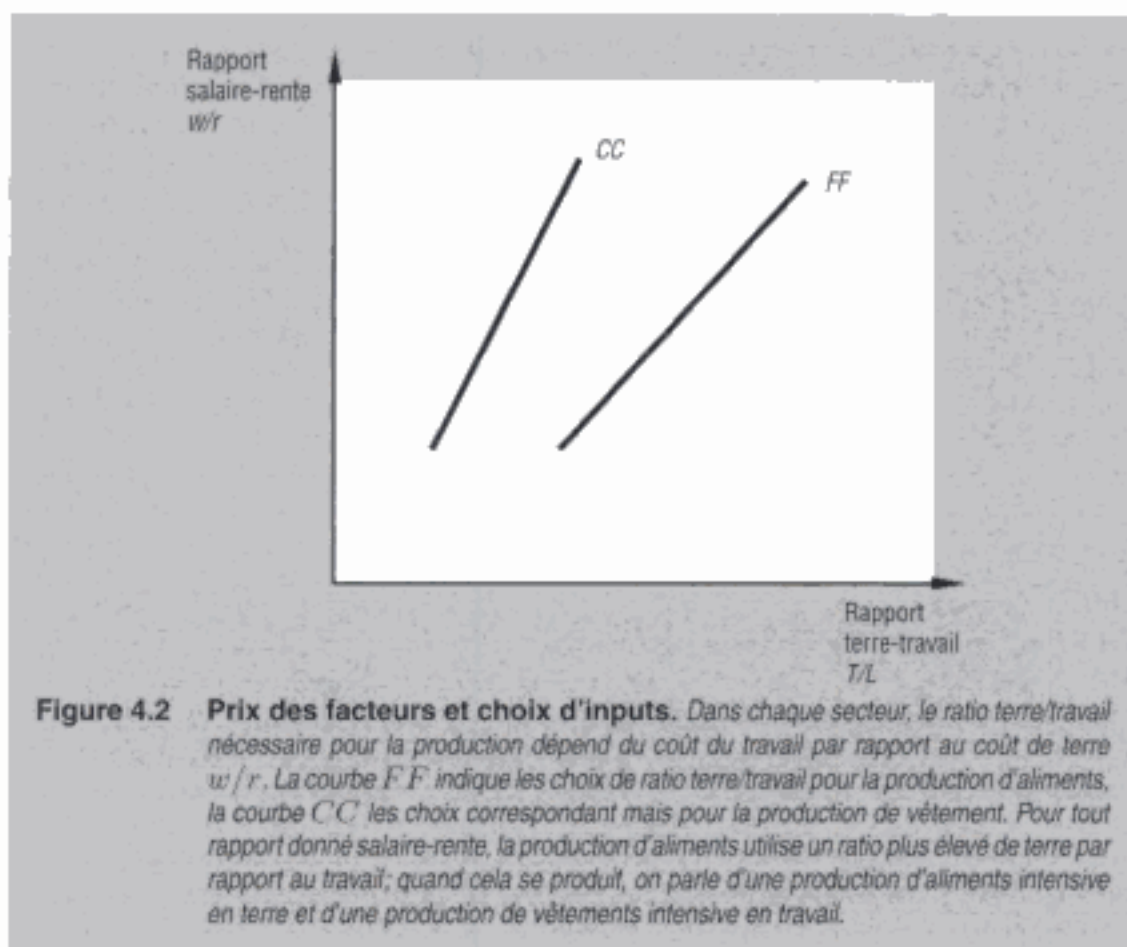 Rapport
salaire-rente
w/r
CC
FF
Rapport
terre-travail
T/L
Figure 4.2 Prix des facteurs et choix d'inputs. Dans chaque secteur, le ratio terre/travail
nécessaire pour la production dépend du coût du travail par rapport au coût de terre
w/r. La courbe FF indique les choix de ratio terre/travail pour la production d'aliments,
la courbe CC les choix correspondant mais pour la production de vêtement. Pour tout
rapport donné salaire-rente, la production d'aliments utilise un ratio plus élevé de terre par
rapport au travail; quand cela se produit, on parle d'une production d'aliments intensive
en terre et d'une production de vêtements intensive en travail.